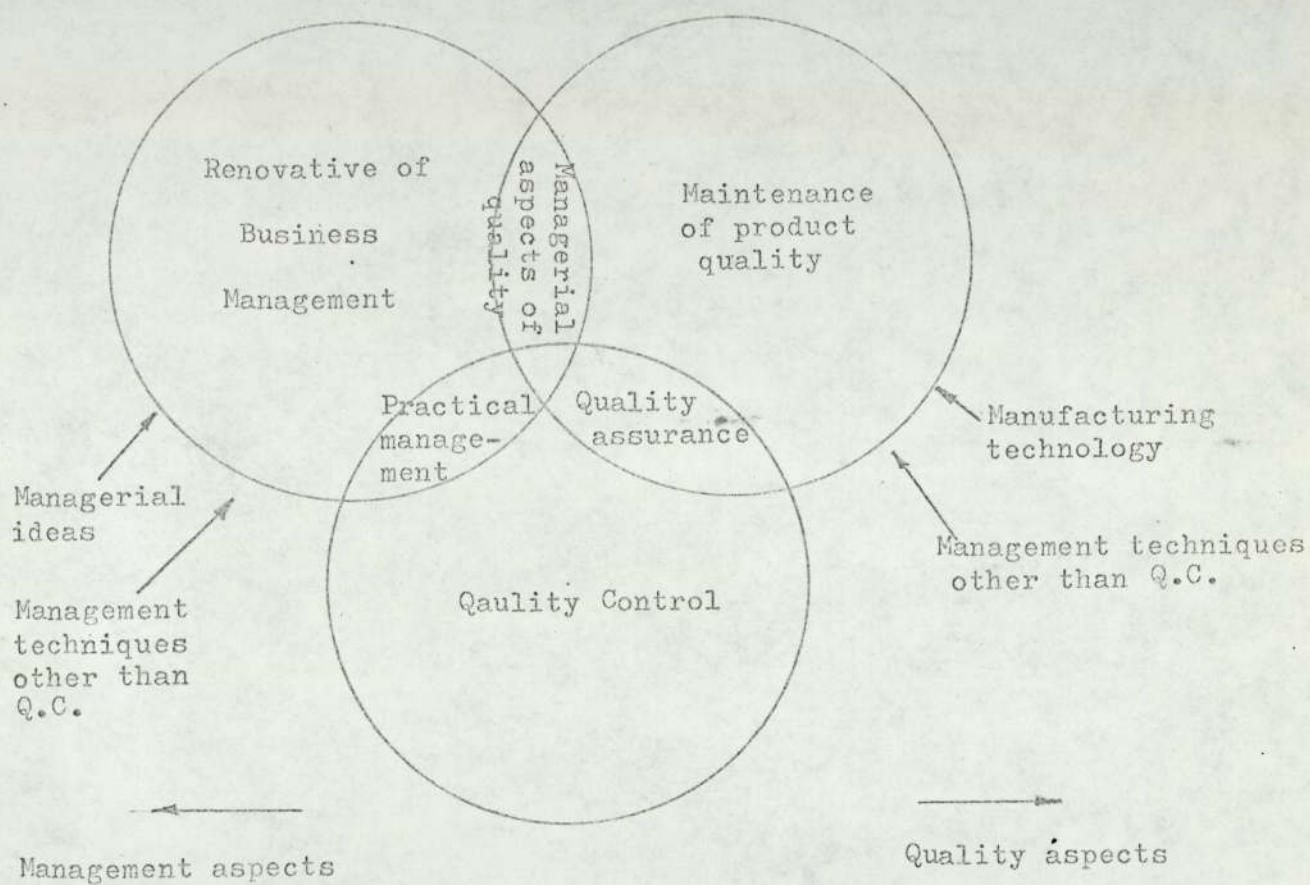 Renovative of
Business
Management
Managerial
aspects of
quality
Maintenance
of product
quality
Practical
manage-
ment
Quality
assurance
Manufacturing
technology
Managerial
ideas
Management techniques
other than Q.C.
Management
techniques
other than
Q.C.
Qaulity Control
Management aspects
Quality aspects